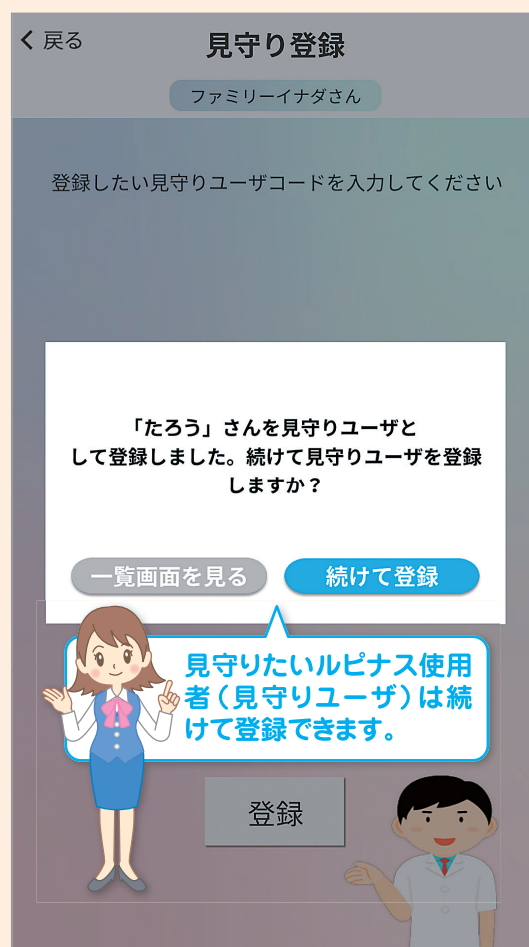 戻る
見守り登録
ファミリーイナダさん
登録したい見守りユーザコードを入力してください
「たろう」さんを見守りユーザと
して登録しました。続けて見守りユーザを登録
しますか？
一覧画面を見る
続けて登録
見守りたいルピナス使用
者（見守りユーザ）は続
けて登録できます。
登録